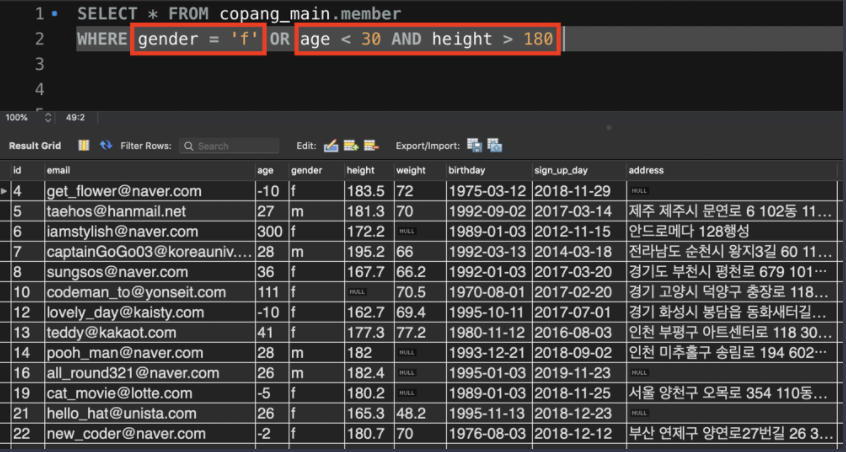 1 SELECT * FROM copang_main.member
2 WHERE gender = 'f' OR age < 30 AND height > 180
3
4
100% 49:2
Result Grid Filter Rows: Search Edit: Export/Import:
id email age gender height weight birthday sign_up_day address
4 get_flower@naver.com -10 f 183.5 72 1975-03-12 2018-11-29 NULL
5 taehos@hanmail.net 27 m 181.3 70 1992-09-02 2017-03-14 제주 제주시 문연로 6 102동 11...
6 iamstylish@naver.com 300 f 172.2 NULL 1989-01-03 2012-11-15 안드로메다 128행성
7 captainGoGo03@koreauniv.... 28 m 195.2 66 1992-03-13 2014-03-18 전라남도 순천시 왕지3길 60 11...
8 sungsos@naver.com 36 f 167.7 66.2 1992-01-03 2017-03-20 경기도 부천시 평천로 679 101...
10 codeman_to@yonseit.com 111 f NULL 70.5 1970-08-01 2017-02-20 경기 고양시 덕양구 충장로 118...
12 lovely_day@kaisty.com -10 f 162.7 69.4 1995-10-11 2017-07-01 경기 화성시 봉담읍 동화새터길...
13 teddy@kakaot.com 41 f 177.3 77.2 1980-11-12 2016-08-03 인천 부평구 아트센터로 118 30...
14 pooh_man@naver.com 28 m 182 NULL 1993-12-21 2018-09-02 인천 미추홀구 송림로 194 602...
16 all_round321@naver.com 26 m 182.4 NULL 1995-01-03 2019-11-23 NULL
19 cat_movie@lotte.com -5 f 180.2 NULL 1989-01-03 2018-11-25 서울 양천구 오목로 354 110동...
21 hello_hat@unista.com 26 f 165.3 48.2 1995-11-13 2018-12-23 NULL
22 new_coder@naver.com -2 f 180.7 70 1976-08-03 2018-12-12 부산 연제구 양연로27번길 26 3...